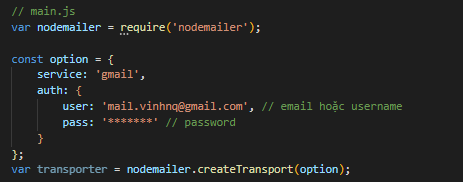 // main.js
var nodemailer = require('nodemailer');
const option = {
service: 'gmail',
auth: {
user: 'mail.vinhnq@gmail.com', // email hoặc username
pass: '*******' // password
}
};
var transporter = nodemailer.createTransport(option);